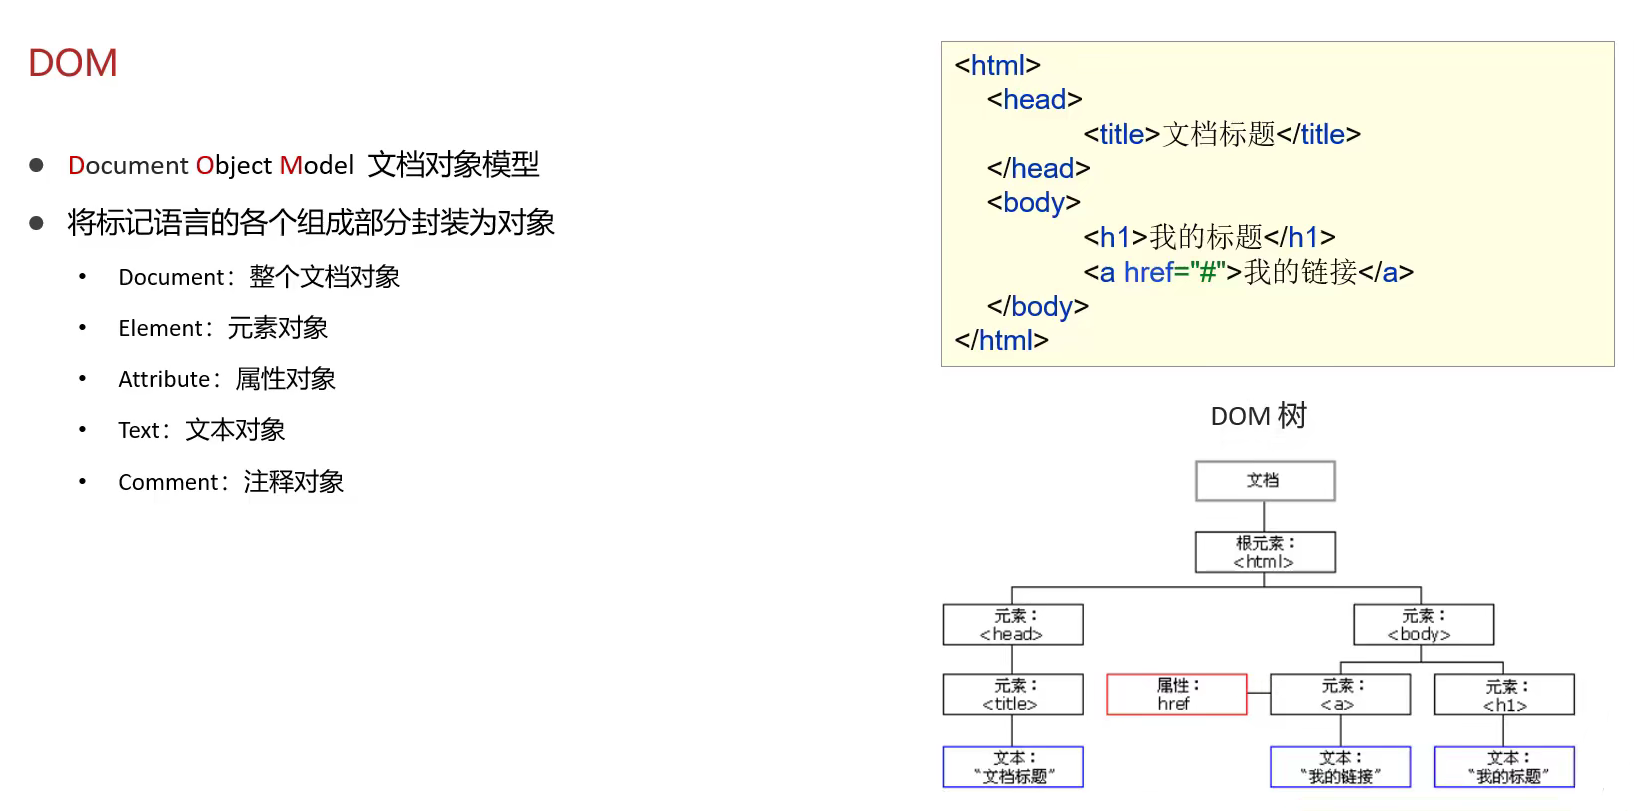 DOM
Document Object Model 文档对象模型
将标记语言的各个组成部分封装为对象
Document：整个文档对象
Element：元素对象
Attribute：属性对象
Text：文本对象
Comment：注释对象
<html>
<head>
<title>文档标题</title>
</head>
<body>
<h1>我的标题</h1>
<a href="#">我的链接</a>
</body>
</html>
DOM 树
文档
根元素：
<html>
元素：
<head>
元素：
<body>
元素：
<title>
属性：
href
元素：
<a>
元素：
<h1>
文本：
"文档标题"
文本：
"我的链接"
文本：
"我的标题"